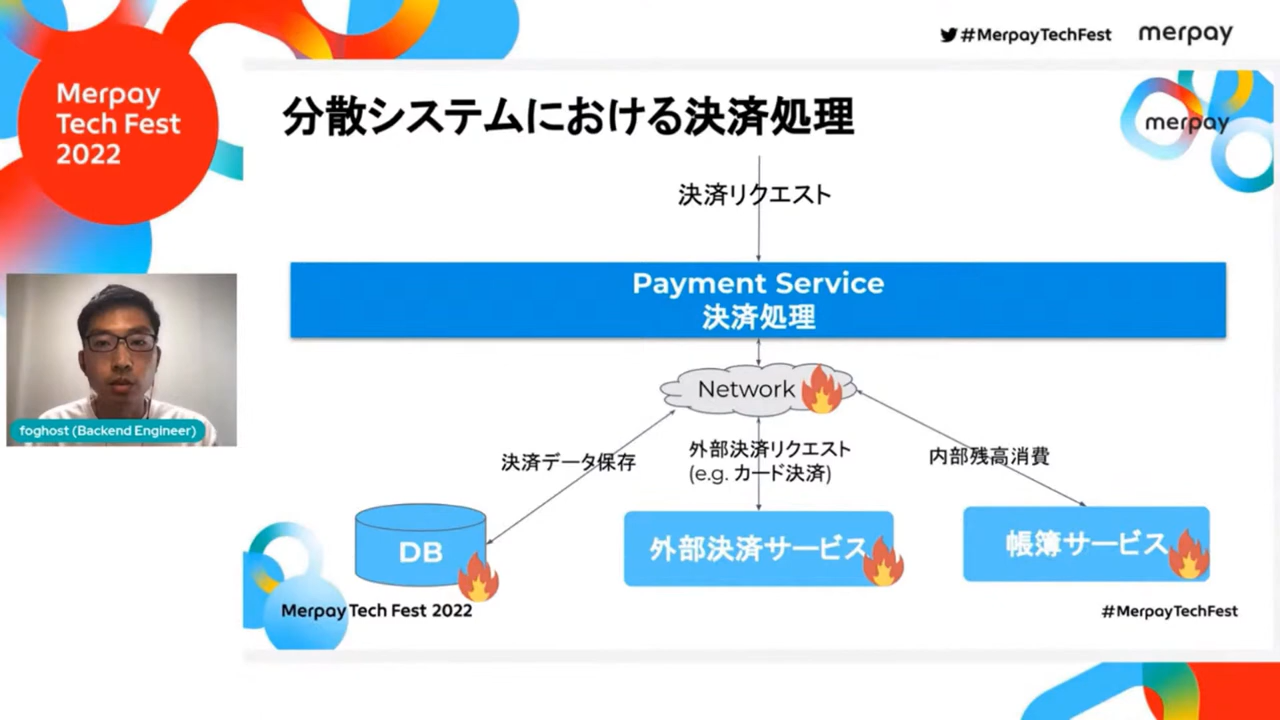 #MerpayTechFest
merpay
Merpay
Tech Fest
2022
分散システムにおける決済処理
merpay
決済リクエスト
Payment Service
決済処理
Network
決済データ保存
外部決済リクエスト
(e.g. カード決済)
内部残高消費
foghost (Backend Engineer)
DB
外部決済サービス
帳簿サービス
Merpay Tech Fest 2022
#MerpayTechFest